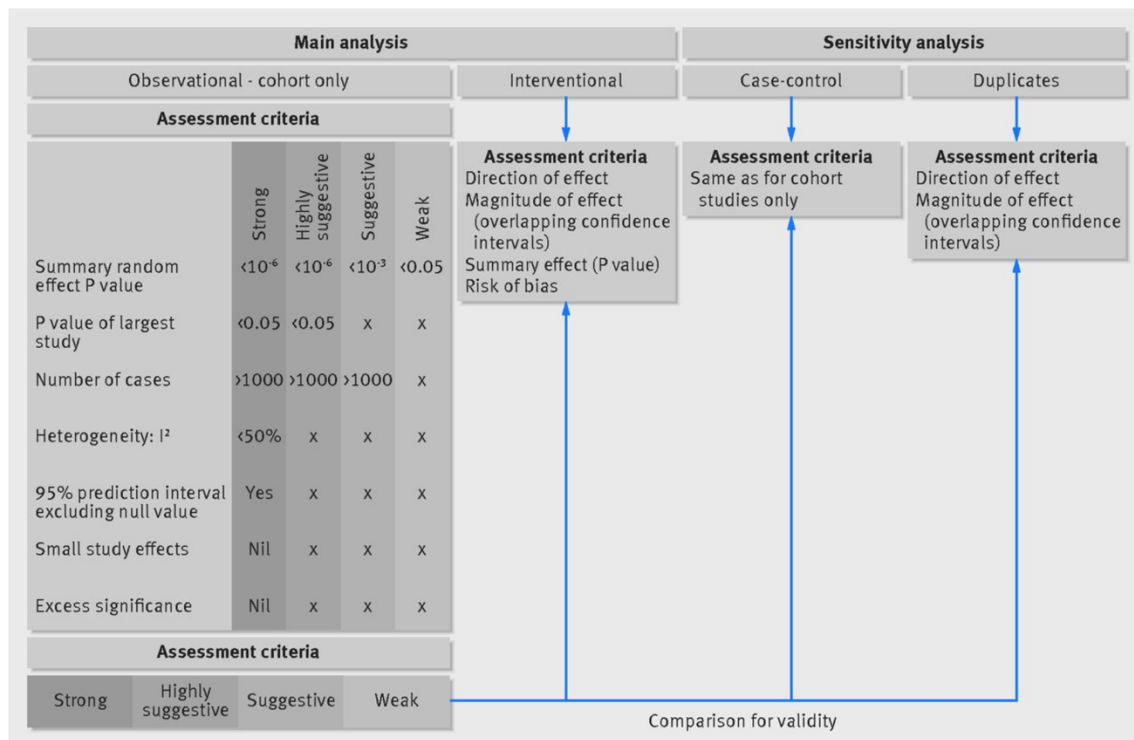 Main analysis
Sensitivity analysis
Observational - cohort only
Interventional
Case-control
Duplicates
Assessment criteria
Strong
Highly
suggestive
Suggestive
Weak
Summary random
effect P value
<10⁻⁶ <10⁻⁶ <10⁻³ <0.05
P value of largest
study
<0.05 <0.05 x x
Number of cases
>1000 >1000 >1000 x
Heterogeneity: I²
<50% x x x
95% prediction interval
excluding null value
Yes x x x
Small study effects
Nil x x x
Excess significance
Nil x x x
Assessment criteria
Direction of effect
Magnitude of effect
(overlapping confidence
intervals)
Summary effect (P value)
Risk of bias
Assessment criteria
Same as for cohort
studies only
Assessment criteria
Direction of effect
Magnitude of effect
(overlapping confidence
intervals)
Assessment criteria
Strong
Highly
suggestive
Suggestive
Weak
Comparison for validity